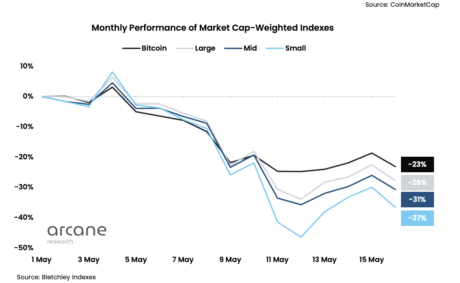 Source: CoinMarketCap
Monthly Performance of Market Cap-Weighted Indexes
Bitcoin Large Mid Small
10%
0%
-10%
-20%
-30%
-40%
-50%
-23%
-28%
-31%
-37%
arcane
research
1 May 3 May 5 May 7 May 9 May 11 May 13 May 15 May
Source: Bletchley Indexes